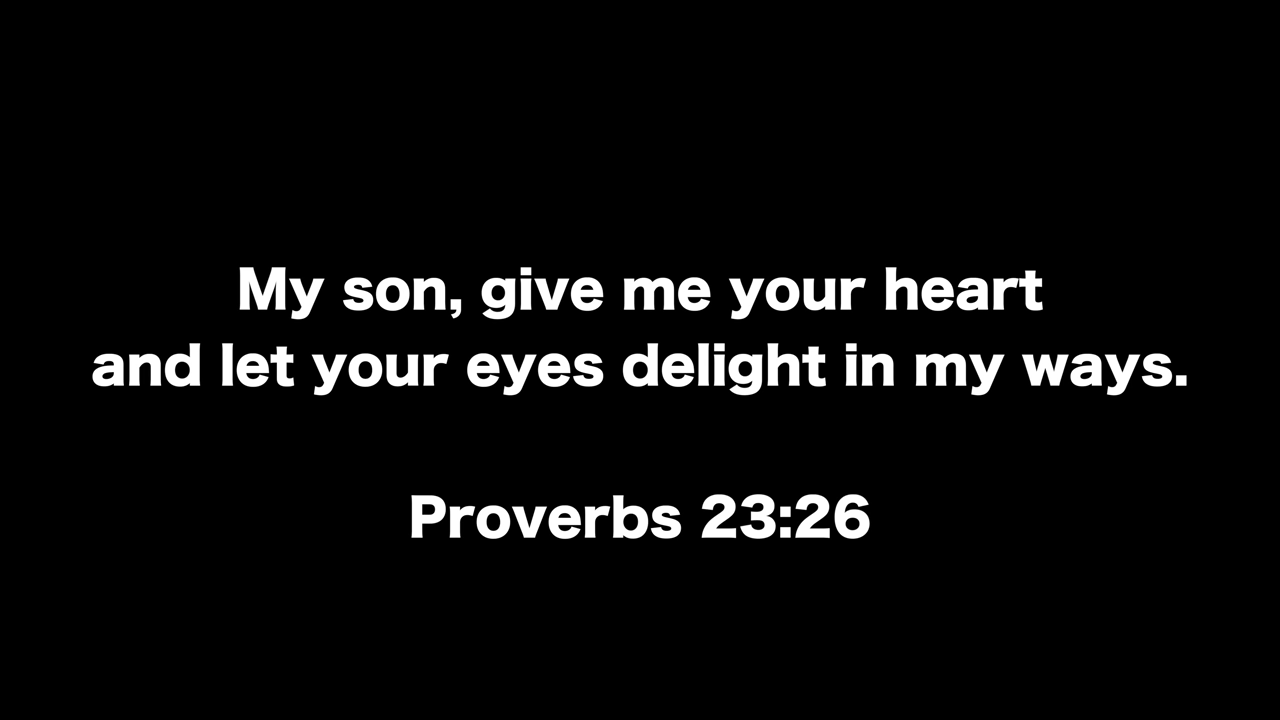 My son, give me your heart
and let your eyes delight in my ways.
Proverbs 23:26